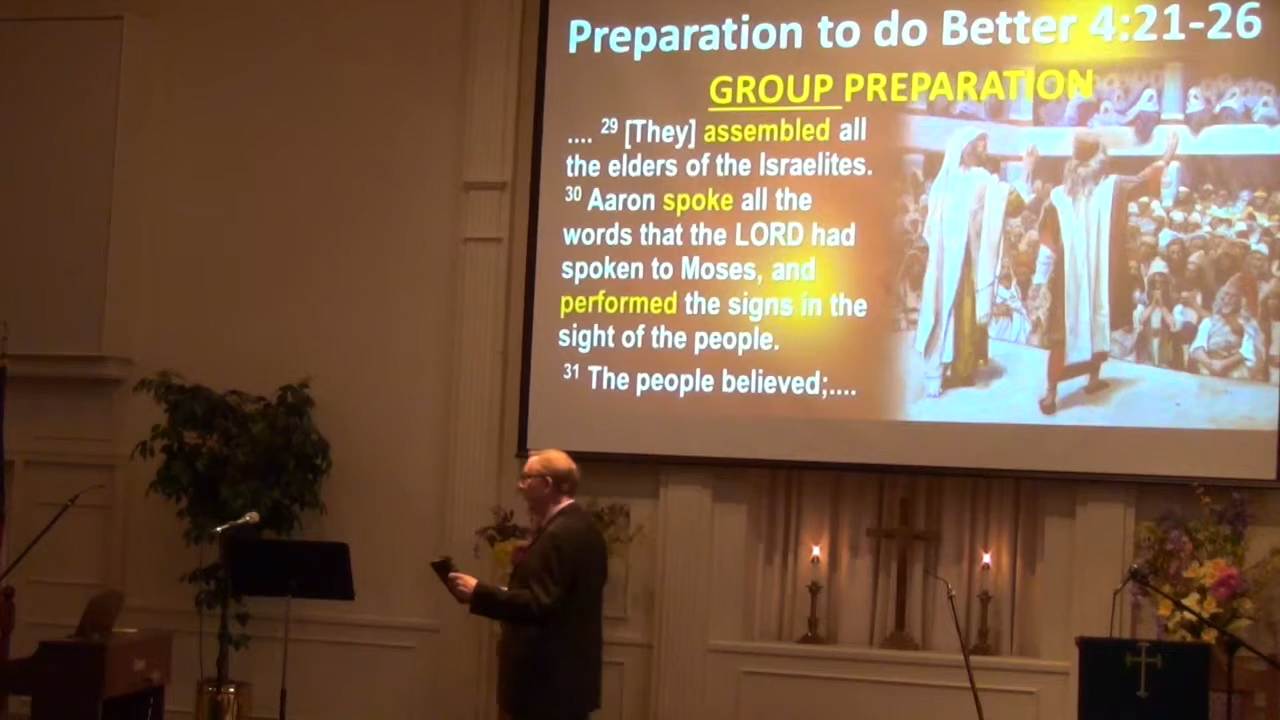 Preparation to do Better 4:21-26
GROUP PREPARATION
.... 29 [They] assembled all
the elders of the Israelites.
30 Aaron spoke all the
words that the LORD had
spoken to Moses, and
performed the signs in the
sight of the people.
31 The people believed;....